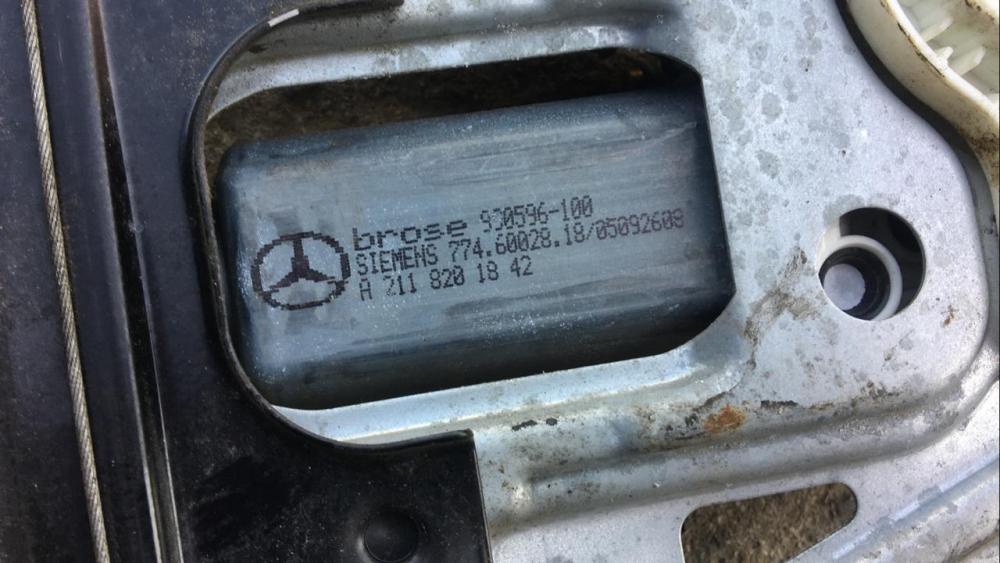 brose 930596-100
SIEMENS 774.60028.18/05092608
A 211 820 18 42